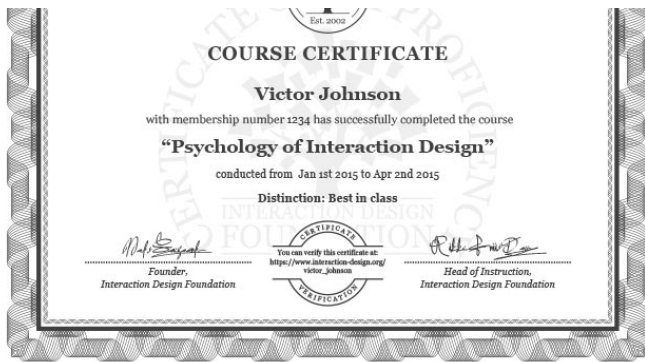 Est. 2002
COURSE CERTIFICATE
Victor Johnson
with membership number 1234 has successfully completed the course
“Psychology of Interaction Design”
conducted from Jan 1st 2015 to Apr 2nd 2015
Distinction: Best in class
CERTIFICATE OF PROFICIENCY
INTERACTION DESIGN
FOUNDATION
CERTIFICATE
You can verify this certificate at:
https://www.interaction-design.org/
victor_johnson
VERIFICATION
Founder,
Interaction Design Foundation
Head of Instruction,
Interaction Design Foundation